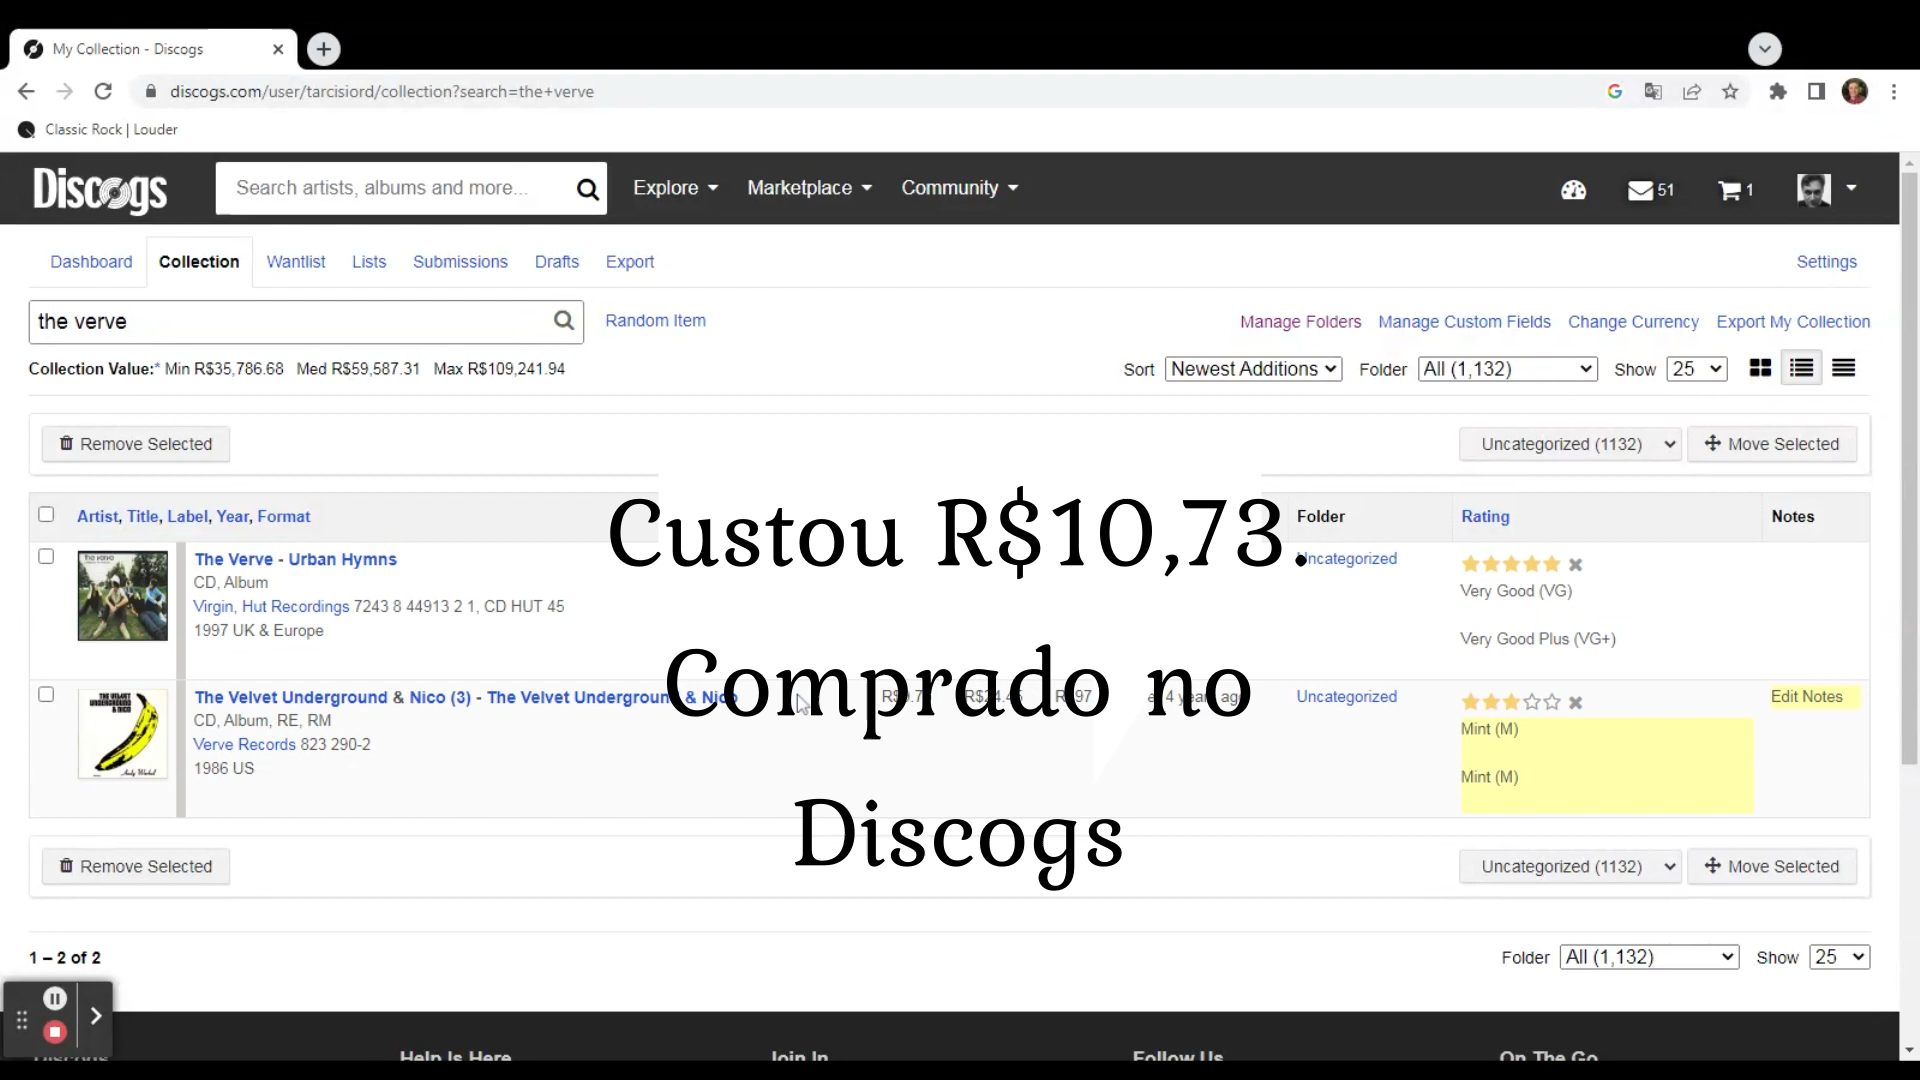 My Collection - Discogs
discogs.com/user/tarcisiord/collection?search=the+verve
Classic Rock | Louder
Discogs
Search artists, albums and more...
Explore
Marketplace
Community
51
1
Dashboard
Collection
Wantlist
Lists
Submissions
Drafts
Export
Settings
the verve
Random Item
Manage Folders
Manage Custom Fields
Change Currency
Export My Collection
Collection Value:* Min R$35,786.68 Med R$59,587.31 Max R$109,241.94
Sort
Newest Additions
Folder
All (1,132)
Show
25
Remove Selected
Uncategorized (1132)
Move Selected
Artist, Title, Label, Year, Format
Folder
Rating
Notes
Custou R$10,73.
Comprado no
Discogs
The Verve - Urban Hymns
CD, Album
Virgin, Hut Recordings 7243 8 44913 2 1, CD HUT 45
1997 UK & Europe
Uncategorized
Very Good (VG)
Very Good Plus (VG+)
The Velvet Underground & Nico (3) - The Velvet Underground & Nico
CD, Album, RE, RM
Verve Records 823 290-2
1986 US
4 years ago
Uncategorized
Mint (M)
Mint (M)
Edit Notes
Remove Selected
Uncategorized (1132)
Move Selected
1 – 2 of 2
Folder
All (1,132)
Show
25
Discogs
Help Is Here
Join In
Follow Us
On The Go